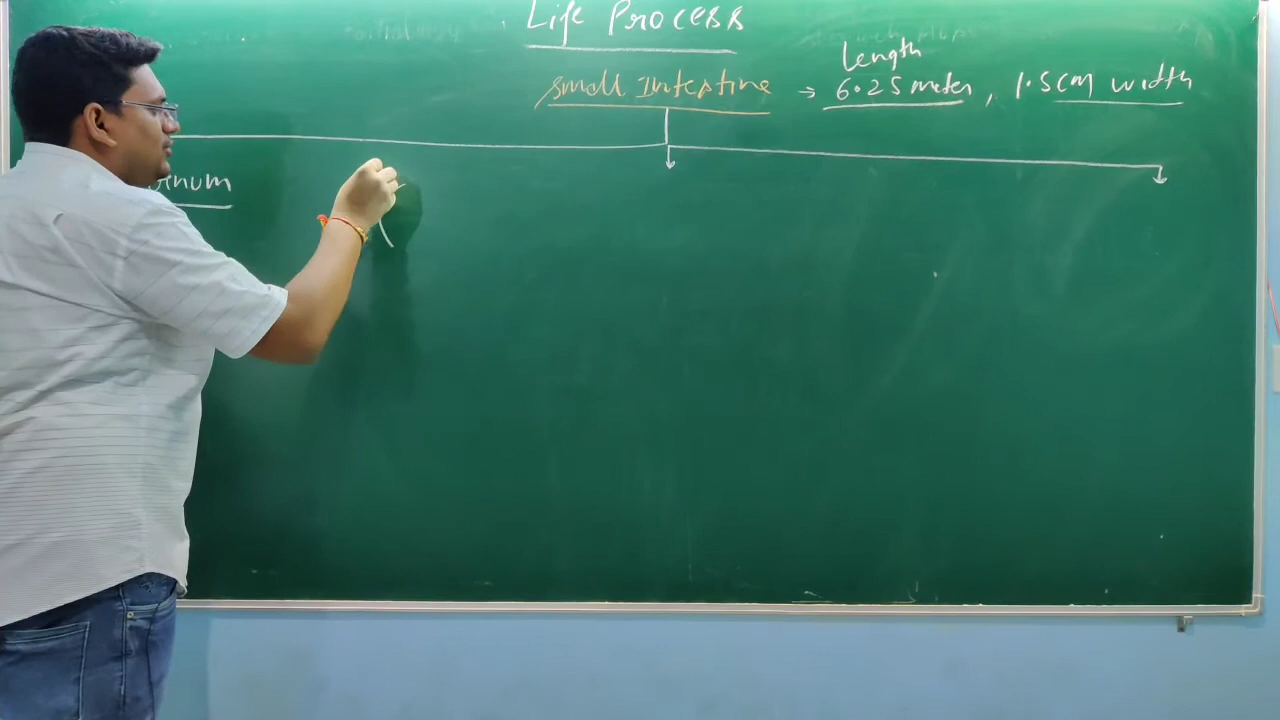 Life Process
Length
Small Intestine → 6.25 meter, 1.5cm width